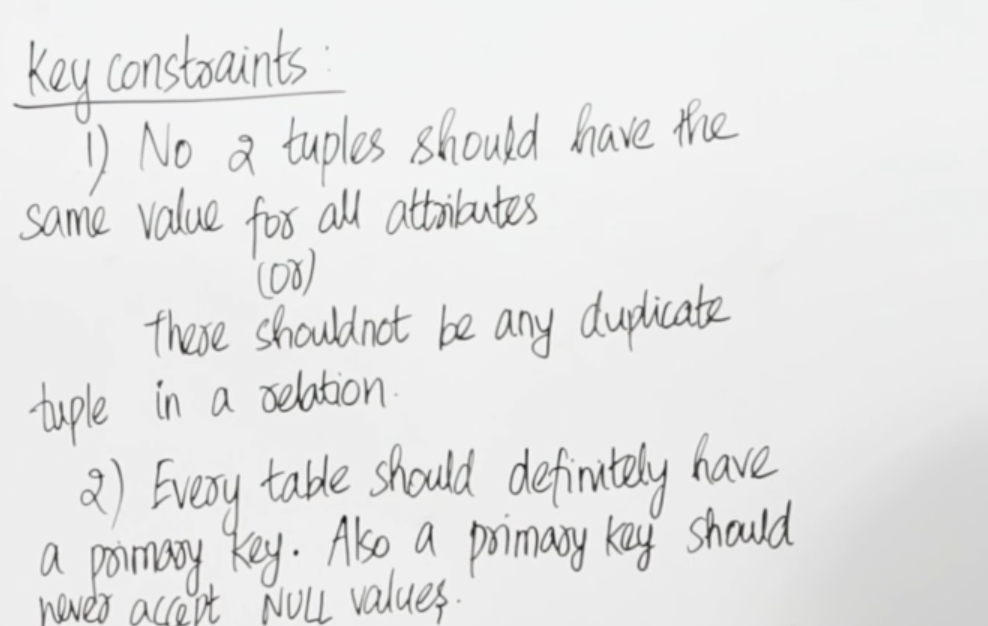 Key constraints :
1) No 2 tuples should have the
same value for all attributes
(or)
there shouldnot be any duplicate
tuple in a relation.
2) Every table should definitely have
a primary key. Also a primary key should
never accept NULL values.